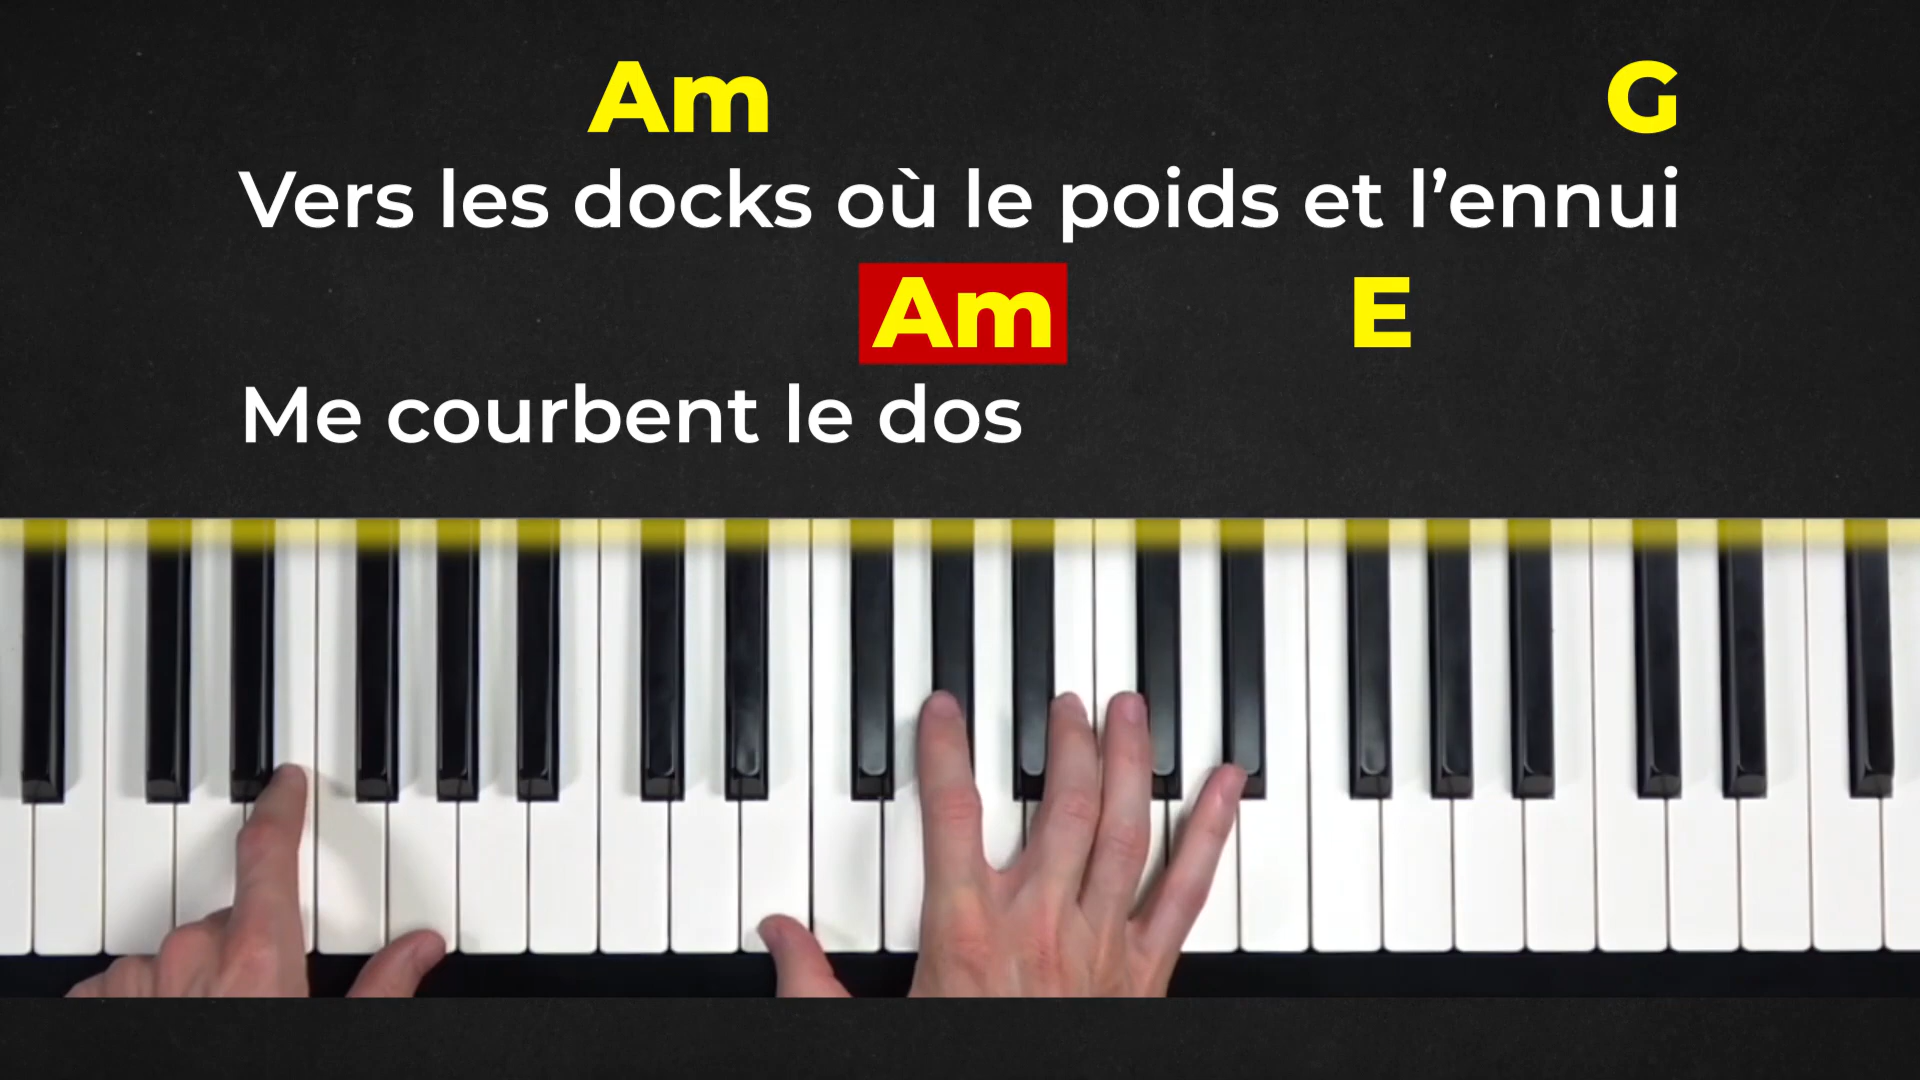 Am G
Vers les docks où le poids et l’ennui
Am E
Me courbent le dos